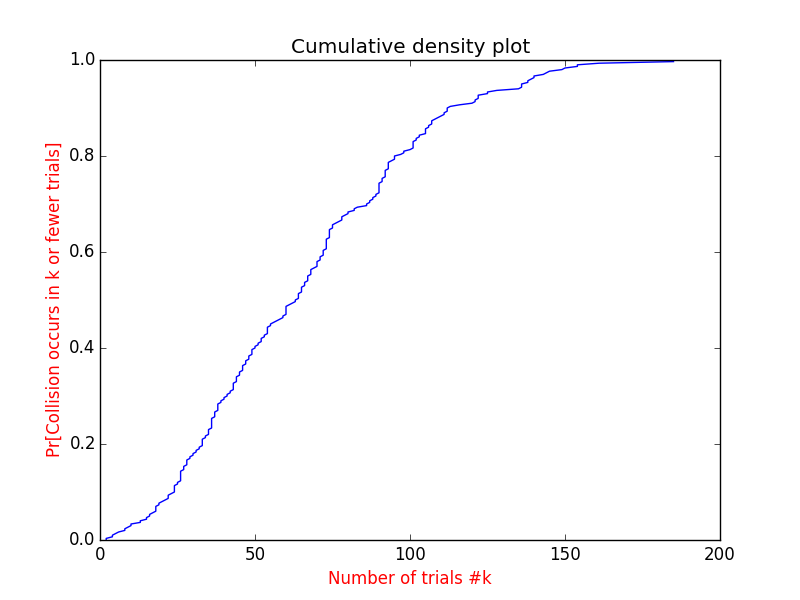 Cumulative density plot
Pr[Collision occurs in k or fewer trials]
1.0
0.8
0.6
0.4
0.2
0.0
0 50 100 150 200
Number of trials #k